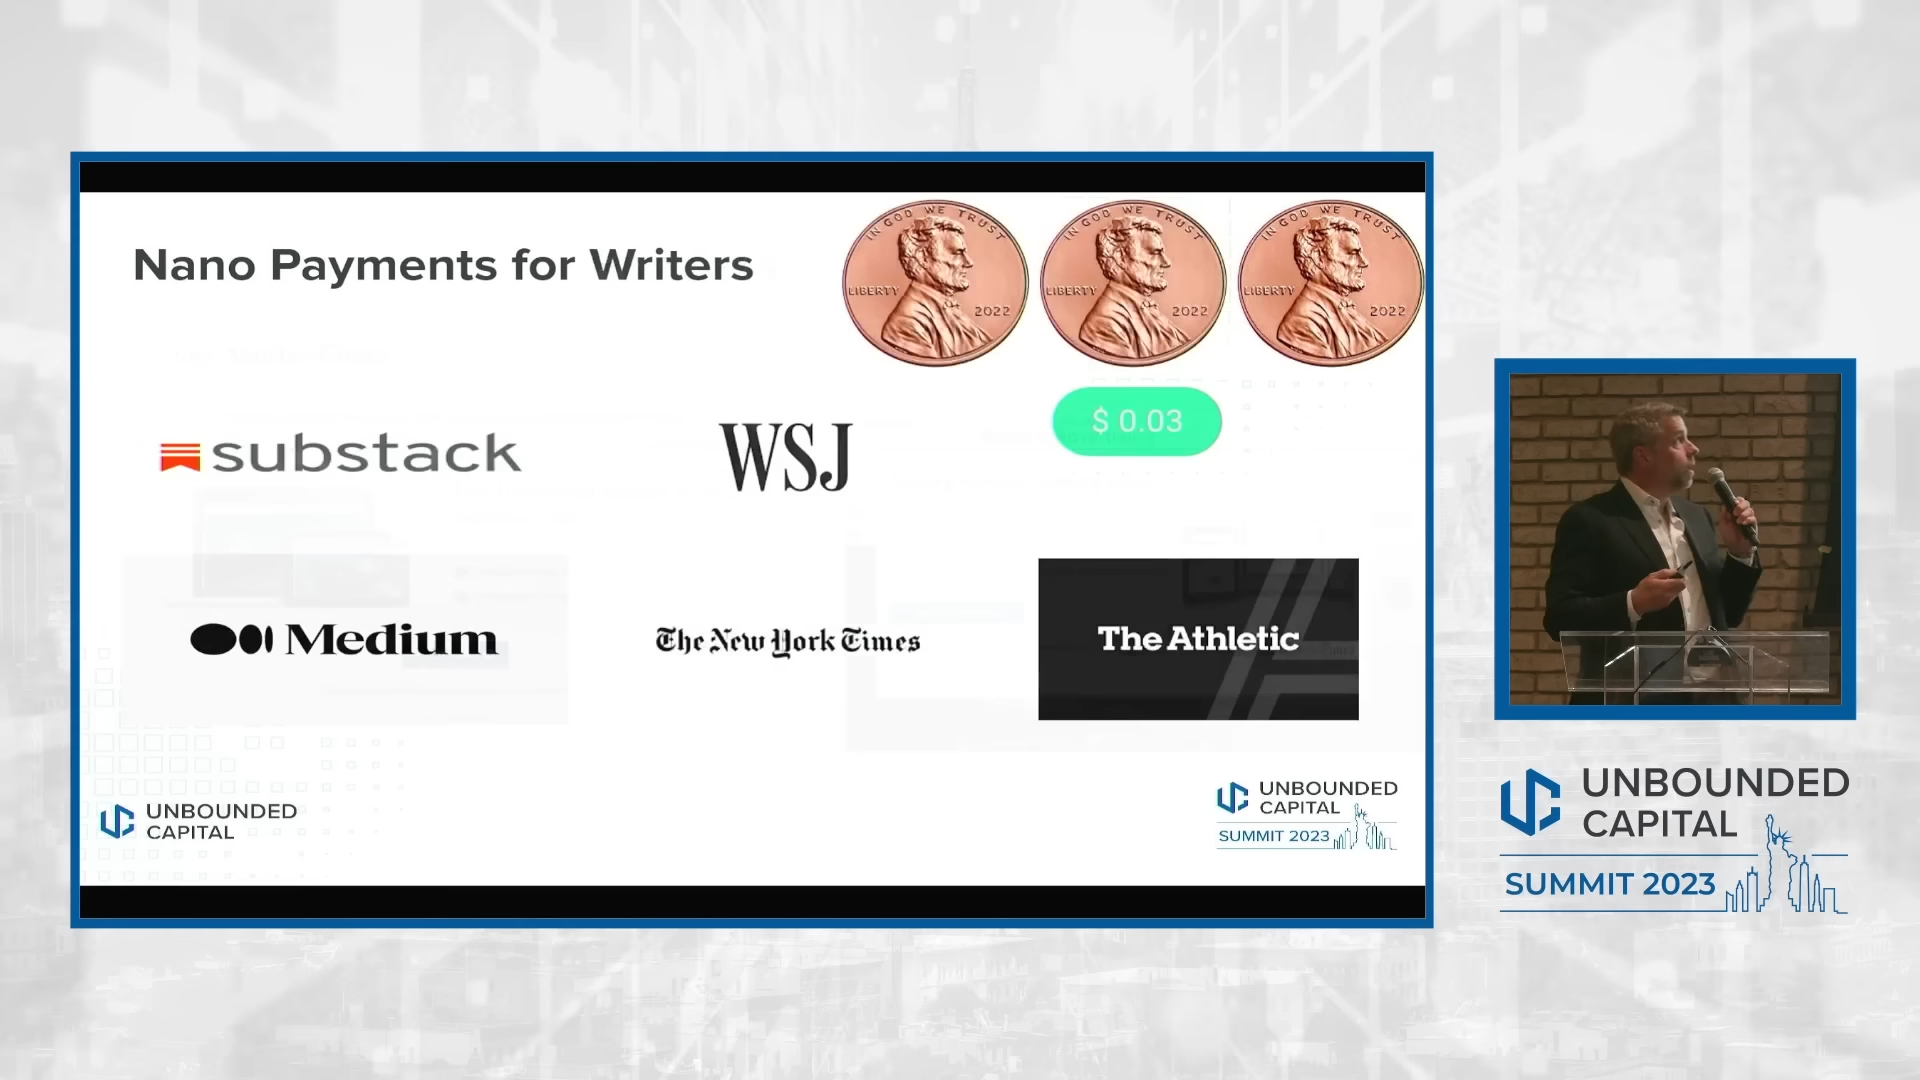 Nano Payments for Writers
IN GOD WE TRUST
LIBERTY
2022
IN GOD WE TRUST
LIBERTY
2022
IN GOD WE TRUST
LIBERTY
2022
$ 0.03
substack
WSJ
Medium
The New York Times
The Athletic
UNBOUNDED
CAPITAL
UNBOUNDED
CAPITAL
SUMMIT 2023
UNBOUNDED
CAPITAL
SUMMIT 2023